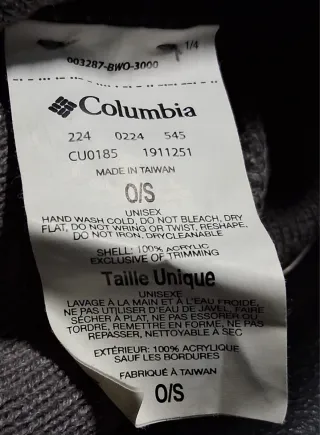 003287-BWO-3000 1/4
Columbia
224 0224 545
CU0185 1911251
MADE IN TAIWAN
O/S
UNISEX
HAND WASH COLD, DO NOT BLEACH, DRY
FLAT, DO NOT WRING OR TWIST, RESHAPE,
DO NOT IRON, DRYCLEANABLE
SHELL: 100% ACRYLIC
EXCLUSIVE OF TRIMMING
Taille Unique
UNISEXE
LAVAGE À LA MAIN ET À L'EAU FROIDE,
NE PAS UTILISER D'EAU DE JAVEL, FAIRE
SÉCHER À PLAT, NE PAS ESSORER OU
TORDRE, REMETTRE EN FORME, NE PAS
REPASSER, NETTOYABLE À SEC
EXTÉRIEUR: 100% ACRYLIQUE
SAUF LES BORDURES
FABRIQUÉ À TAIWAN
O/S